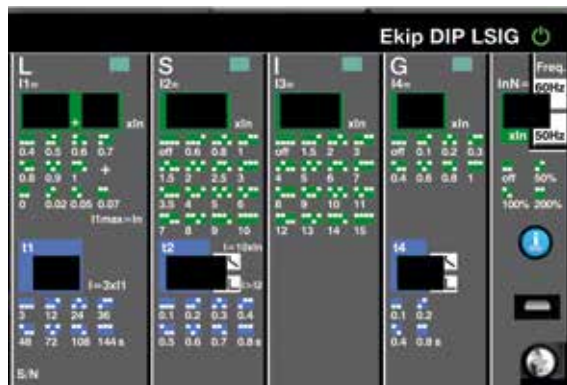 Ekip DIP LSIG
L
I1=
xIn
0.4 0.5 0.6 0.7
0.8 0.9 1 +
0 0.02 0.05 0.07
I1max=In
t1
I=3xI1
3 12 24 36
48 72 108 144 s
S/N
S
I2=
xIn
off 0.6 0.8 1
1.5 2 2.5 3
3.5 4 5 6
7 8 9 10
t2
I=10xIn
I>I2
0.1 0.2 0.3 0.4
0.5 0.6 0.7 0.8 s
I
I3=
xIn
off 1.5 2 3
4 5 6 7
8 9 10 11
12 13 14 15
G
I4=
xIn
off 0.1 0.2 0.3
0.4 0.6 0.8 1
t4
0.1 0.2
0.4 0.8 s
InN=
xIn
off 50%
100% 200%
Freq.
60Hz
50Hz